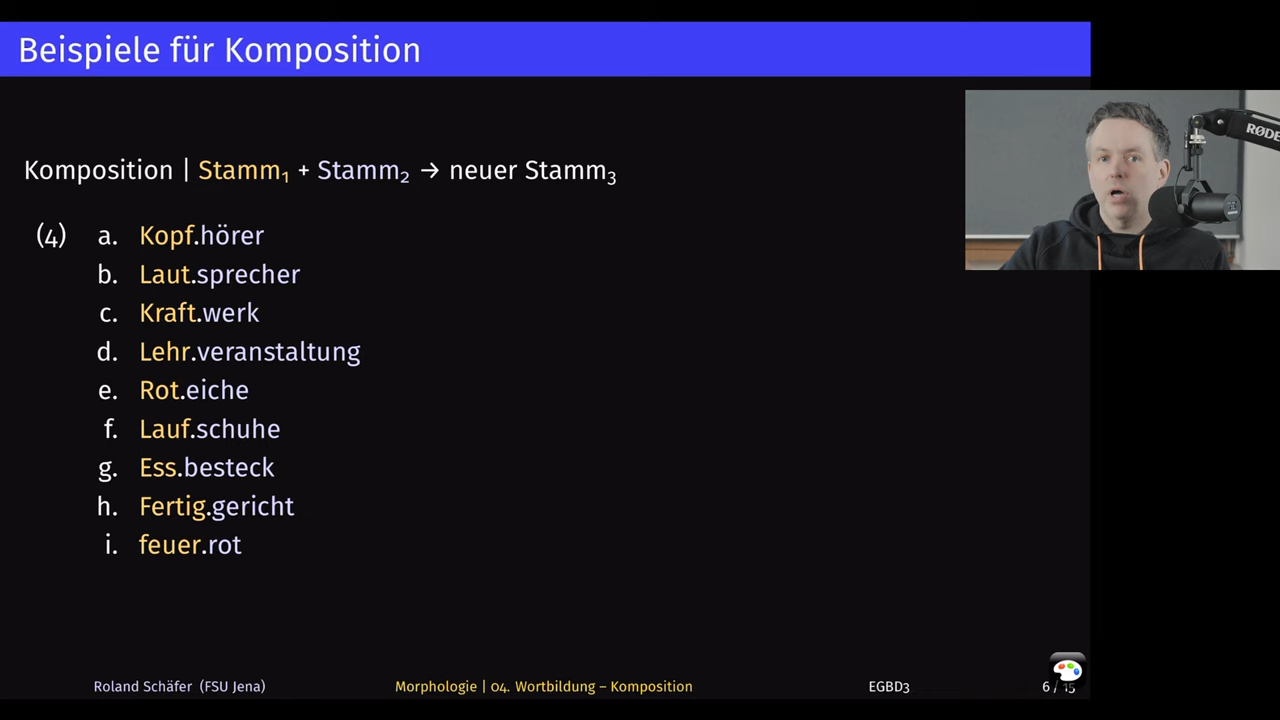 Beispiele für Komposition
Komposition | Stamm₁ + Stamm₂ → neuer Stamm₃
(4) a. Kopf.hörer
b. Laut.sprecher
c. Kraft.werk
d. Lehr.veranstaltung
e. Rot.eiche
f. Lauf.schuhe
g. Ess.besteck
h. Fertig.gericht
i. feuer.rot
RØDE
Roland Schäfer (FSU Jena) Morphologie | 04. Wortbildung – Komposition EGBD3 6 / 15